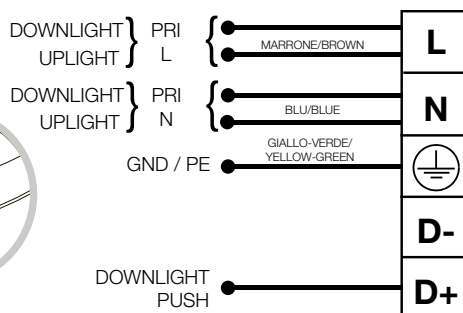 DOWNLIGHT PRI
UPLIGHT L
MARRONE/BROWN
L
DOWNLIGHT PRI
UPLIGHT N
BLU/BLUE
N
GIALLO-VERDE/
YELLOW-GREEN
GND / PE
D-
DOWNLIGHT
PUSH
D+